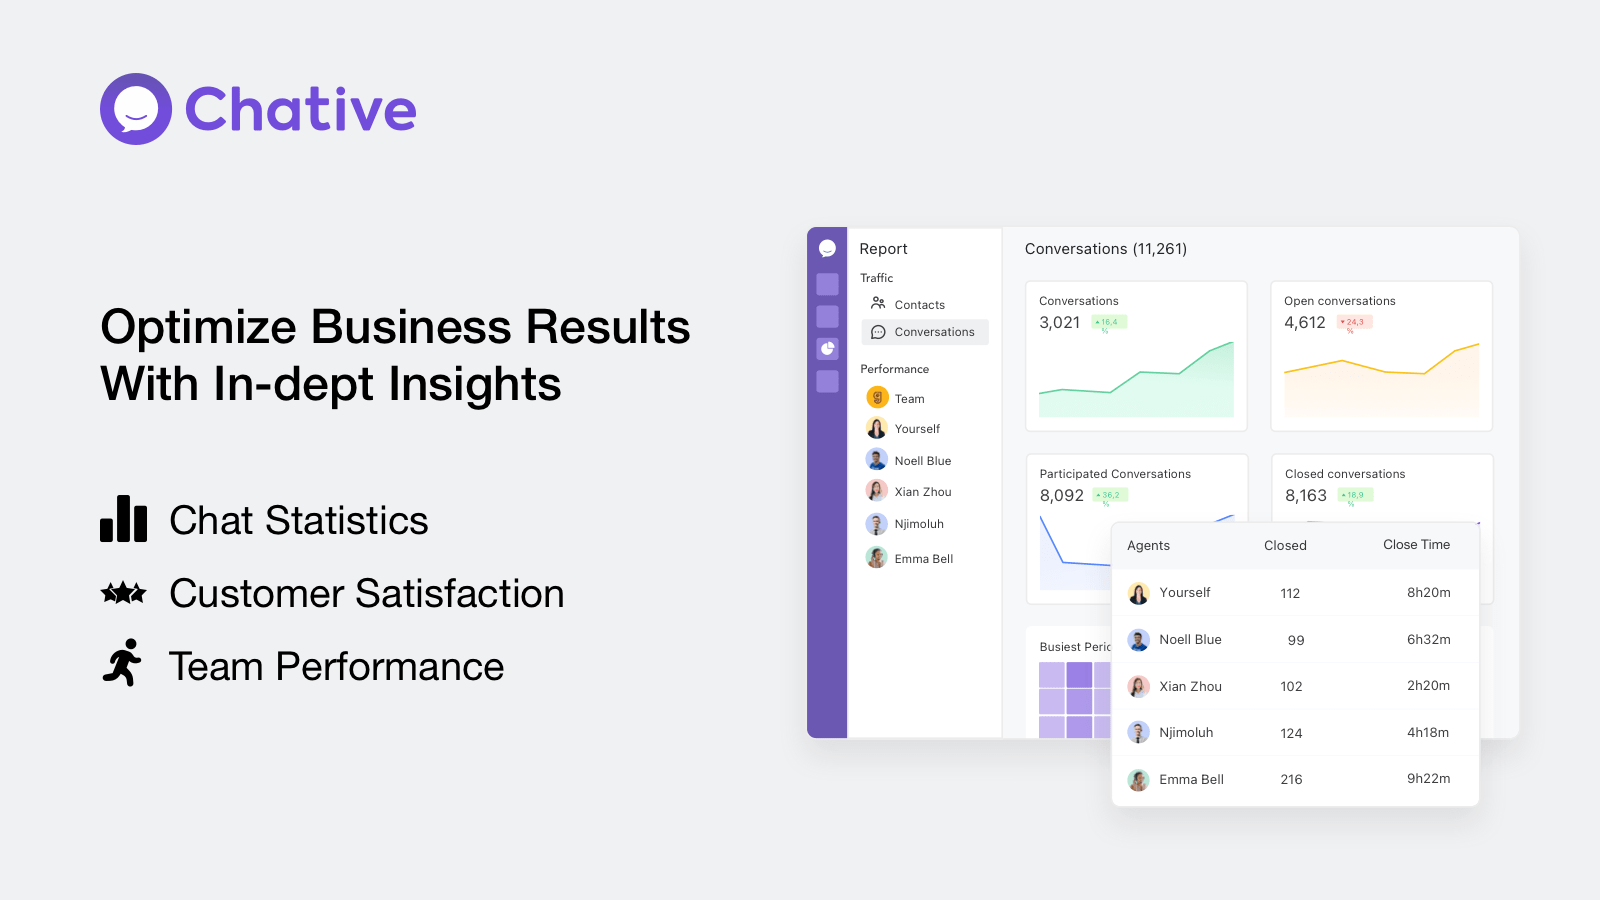 Chative
Optimize Business Results
With In-dept Insights
Chat Statistics
Customer Satisfaction
Team Performance
Report
Traffic
Contacts
Conversations
Performance
Team
Yourself
Noell Blue
Xian Zhou
Njimoluh
Emma Bell
Conversations (11,261)
Conversations
3,021 16,4
%
Open conversations
4,612 24,3
%
Participated Conversations
8,092 36,2
%
Closed conversations
8,163 18,9
%
Busiest
Agents Closed Close Time
Yourself 112 8h20m
Noell Blue 99 6h32m
Xian Zhou 102 2h20m
Njimoluh 124 4h18m
Emma Bell 216 9h22m